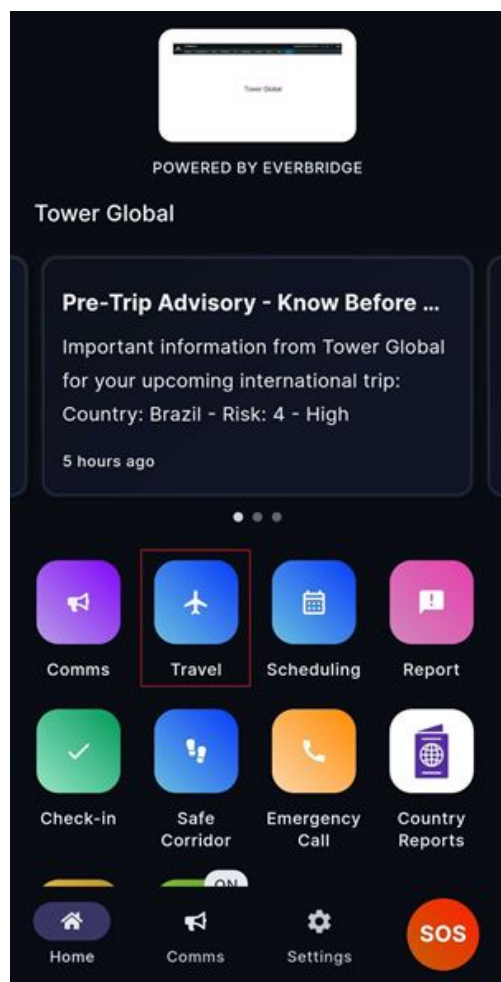 Tower Global
POWERED BY EVERBRIDGE
Tower Global
Pre-Trip Advisory - Know Before ...
Important information from Tower Global
for your upcoming international trip:
Country: Brazil - Risk: 4 - High
5 hours ago
Comms
Travel
Scheduling
Report
Check-in
Safe
Corridor
Emergency
Call
Country
Reports
ON
Home
Comms
Settings
SOS